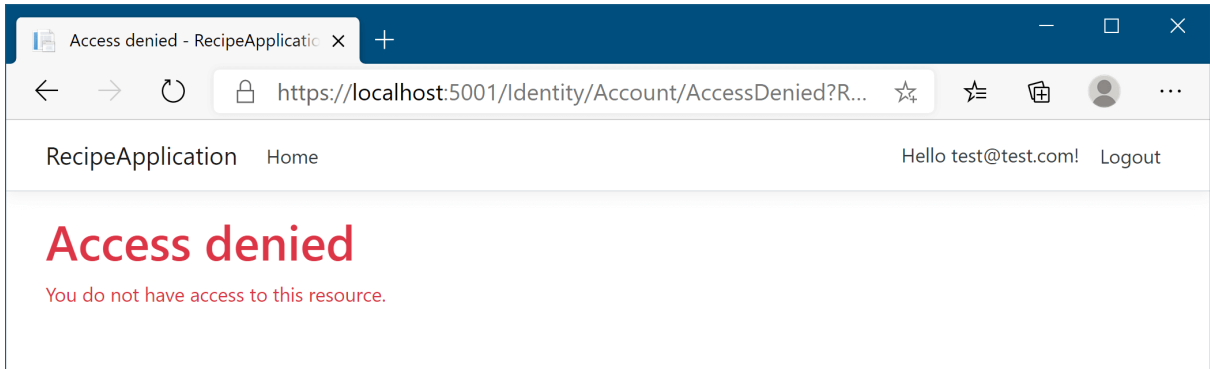 Access denied - RecipeApplicatio
https://localhost:5001/Identity/Account/AccessDenied?R...
RecipeApplication Home Hello test@test.com! Logout
Access denied
You do not have access to this resource.